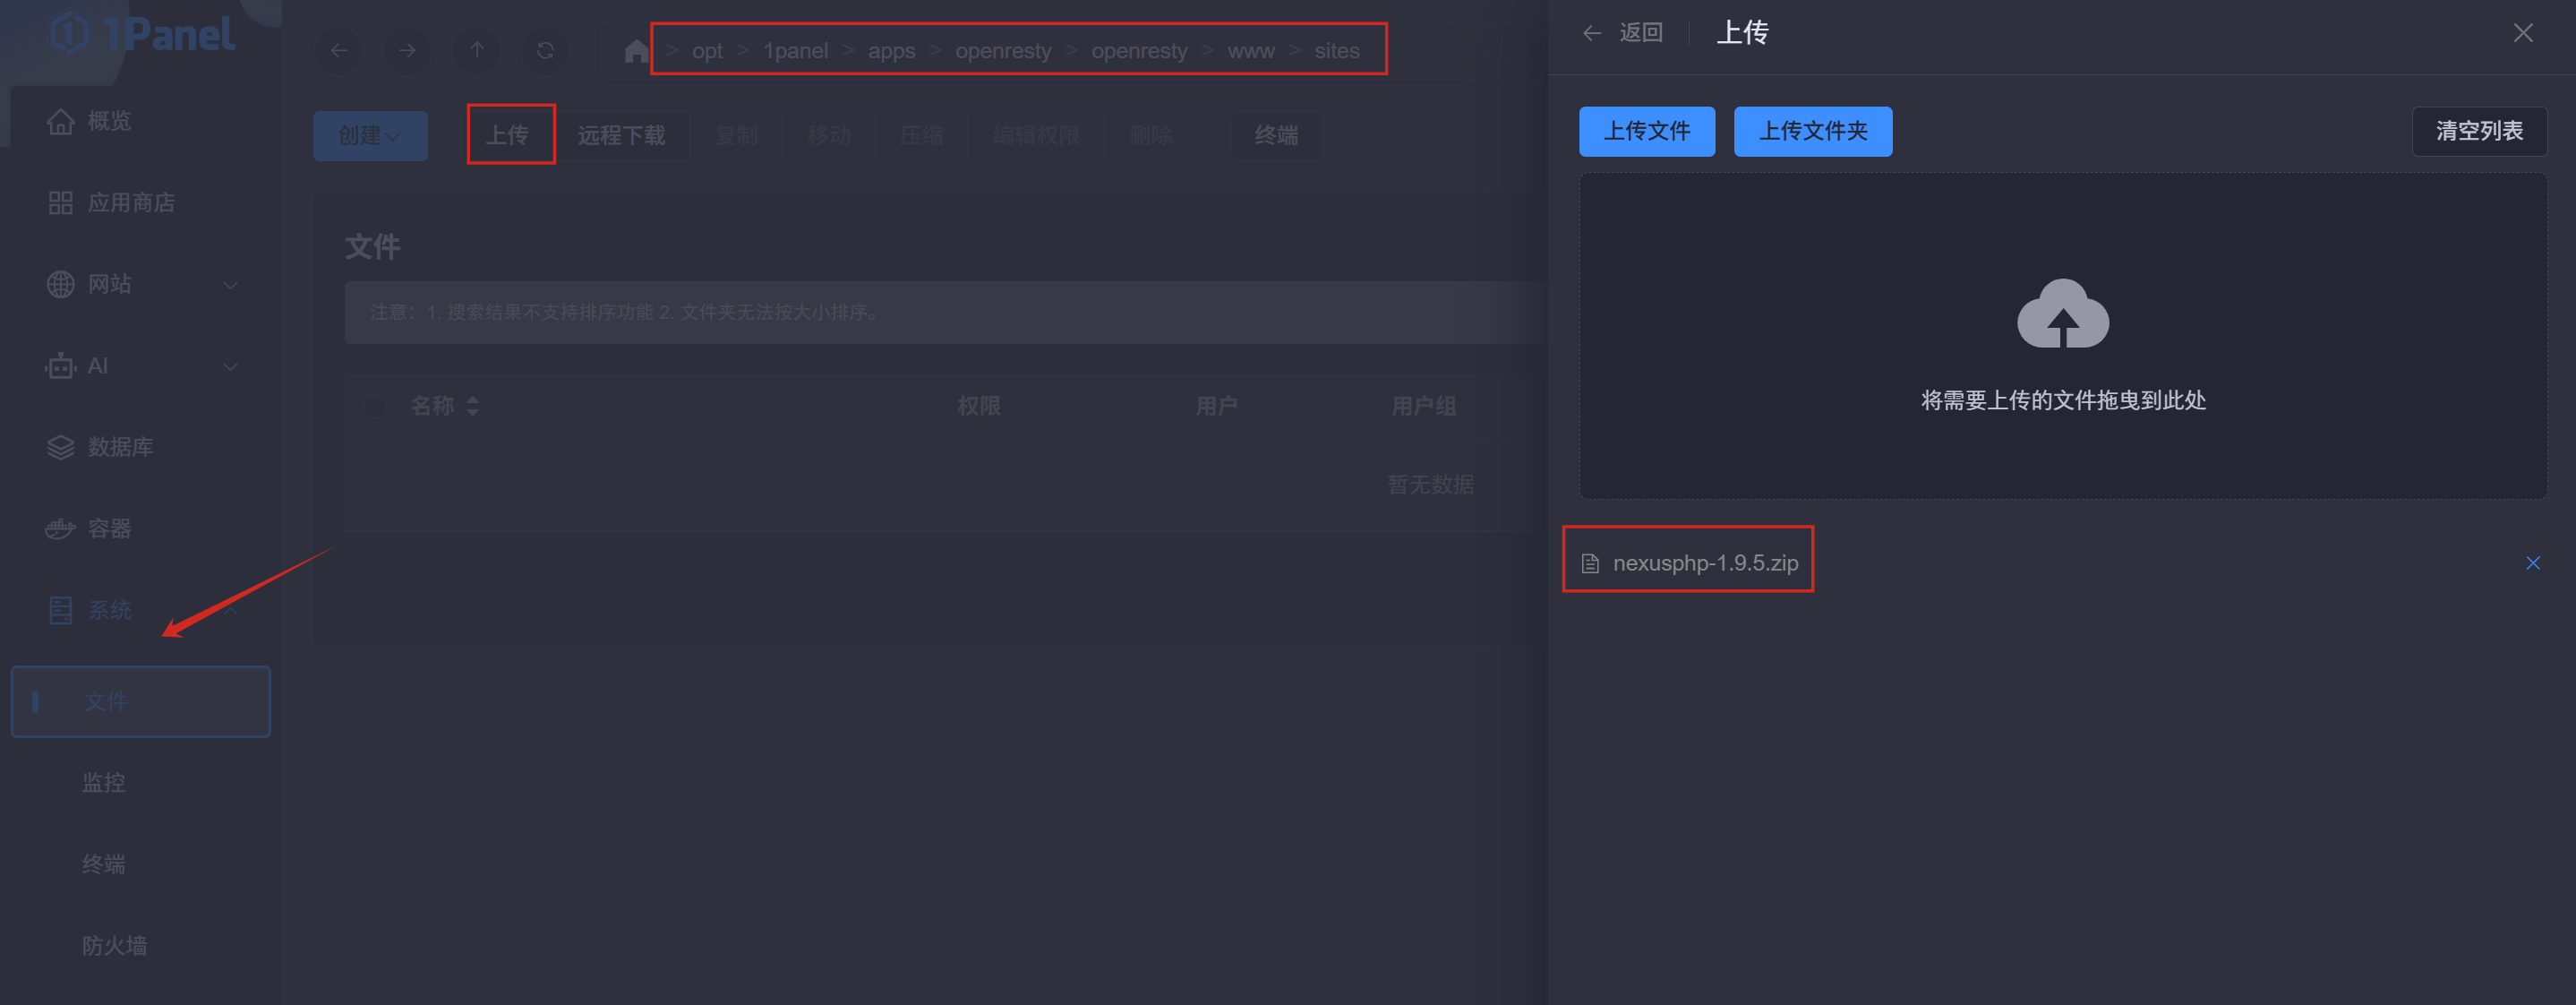 1Panel
概览
应用商店
网站
AI
数据库
容器
系统
文件
监控
终端
防火墙
> opt > 1panel > apps > openresty > openresty > www > sites
创建 上传 远程下载 复制 移动 压缩 编辑权限 删除 终端
文件
注意：1. 搜索结果不支持排序功能 2. 文件夹无法按大小排序。
名称 权限 用户 用户组
暂无数据
返回 上传
上传文件 上传文件夹 清空列表
将需要上传的文件拖曳到此处
nexusphp-1.9.5.zip